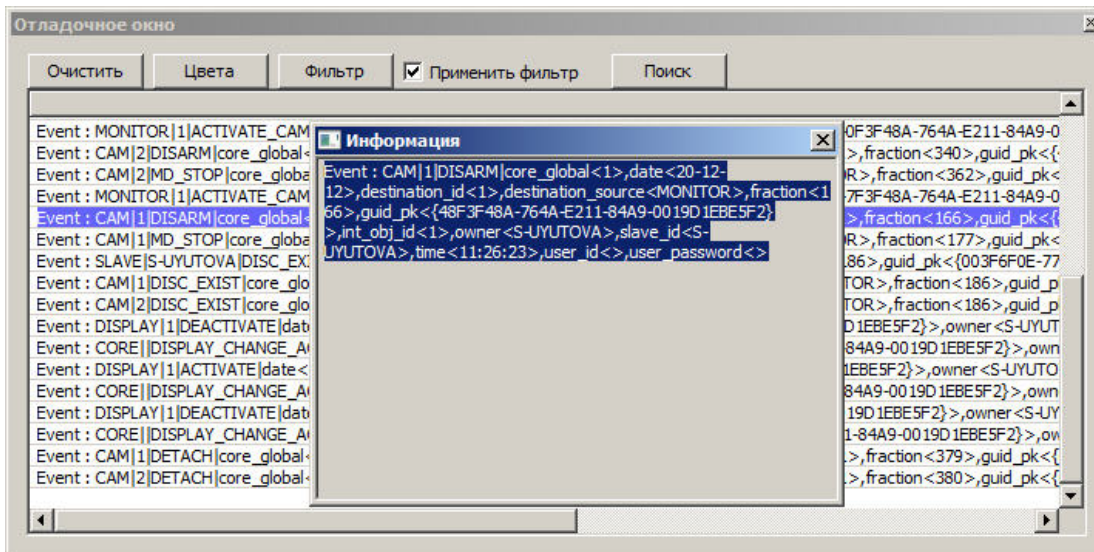 Отладочное окно
Очистить Цвета Фильтр Применить фильтр Поиск
Event : MONITOR|1|ACTIVATE_CAM 0F3F48A-764A-E211-84A9-0
Event : CAM|2|DISARM|core_global< >,fraction<340>,guid_pk<{
Event : CAM|2|MD_STOP|core_globa R>,fraction<362>,guid_pk<
Event : MONITOR|1|ACTIVATE_CAM 7F3F48A-764A-E211-84A9-0
Event : CAM|1|DISARM|core_global< >,fraction<166>,guid_pk<{
Event : CAM|1|MD_STOP|core_globa R>,fraction<177>,guid_pk<
Event : SLAVE|S-UYUTOVA|DISC_EX 86>,guid_pk<{003F6F0E-77
Event : CAM|1|DISC_EXIST|core_glo TOR>,fraction<186>,guid_p
Event : CAM|2|DISC_EXIST|core_glo TOR>,fraction<186>,guid_p
Event : DISPLAY|1|DEACTIVATE|dat D1EBE5F2}>,owner<S-UYUT
Event : CORE||DISPLAY_CHANGE_A 84A9-0019D1EBE5F2}>,own
Event : DISPLAY|1|ACTIVATE|date< 1EBE5F2}>,owner<S-UYUTO
Event : CORE||DISPLAY_CHANGE_A 84A9-0019D1EBE5F2}>,own
Event : DISPLAY|1|DEACTIVATE|dat 19D1EBE5F2}>,owner<S-UY
Event : CORE||DISPLAY_CHANGE_A 1-84A9-0019D1EBE5F2}>,ow
Event : CAM|1|DETACH|core_global< >,fraction<379>,guid_pk<{
Event : CAM|2|DETACH|core_global< >,fraction<380>,guid_pk<{
Информация
Event : CAM|1|DISARM|core_global<1>,date<20-12-
12>,destination_id<1>,destination_source<MONITOR>,fraction<1
66>,guid_pk<{48F3F48A-764A-E211-84A9-0019D1EBE5F2}
>,int_obj_id<1>,owner<S-UYUTOVA>,slave_id<S-
UYUTOVA>,time<11:26:23>,user_id<>,user_password<>